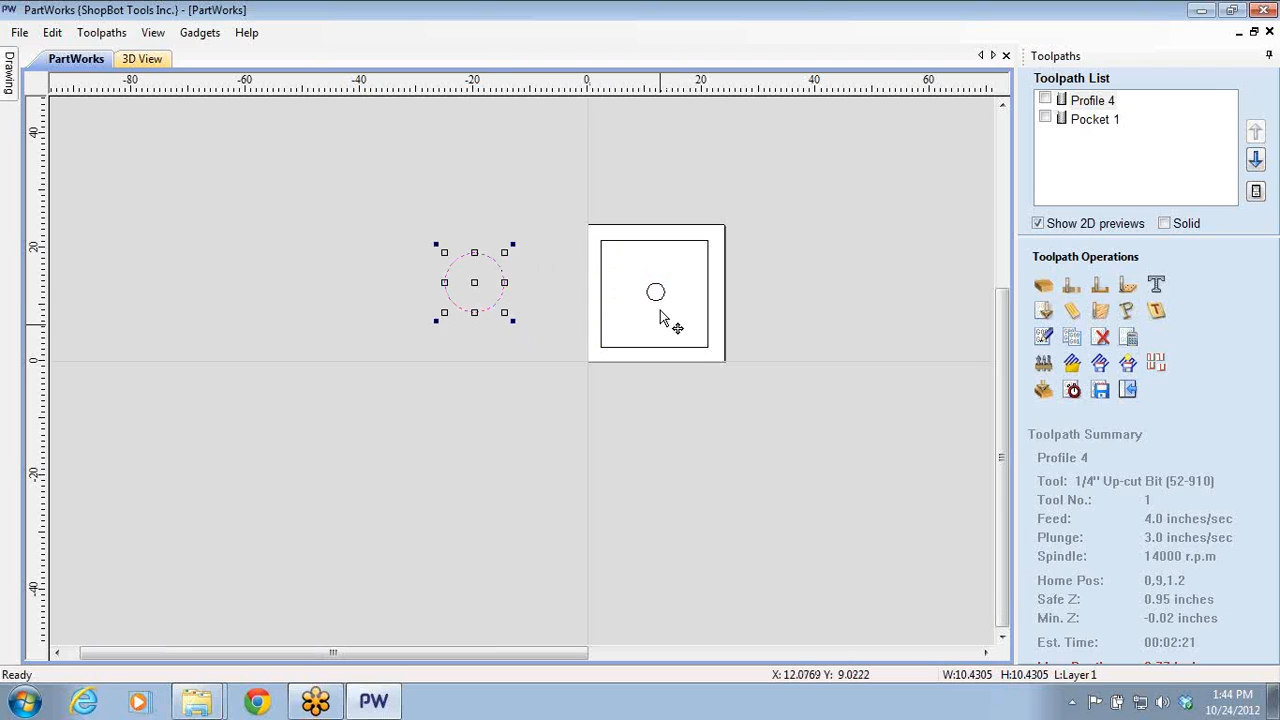 PW PartWorks {ShopBot Tools Inc.} - [PartWorks]
File Edit Toolpaths View Gadgets Help
Drawing
PartWorks 3D View
-80 -60 -40 -20 0 20 40 60
40
20
0
-20
-40
Toolpaths
Toolpath List
Profile 4
Pocket 1
Show 2D previews Solid
Toolpath Operations
Toolpath Summary
Profile 4
Tool: 1/4" Up-cut Bit (52-910)
Tool No.: 1
Feed: 4.0 inches/sec
Plunge: 3.0 inches/sec
Spindle: 14000 r.p.m
Home Pos: 0,9,1.2
Safe Z: 0.95 inches
Min. Z: -0.02 inches
Est. Time: 00:02:21
Ready
X: 12.0769 Y: 9.0222
W:10.4305 H:10.4305 L:Layer 1
PW
1:44 PM
10/24/2012